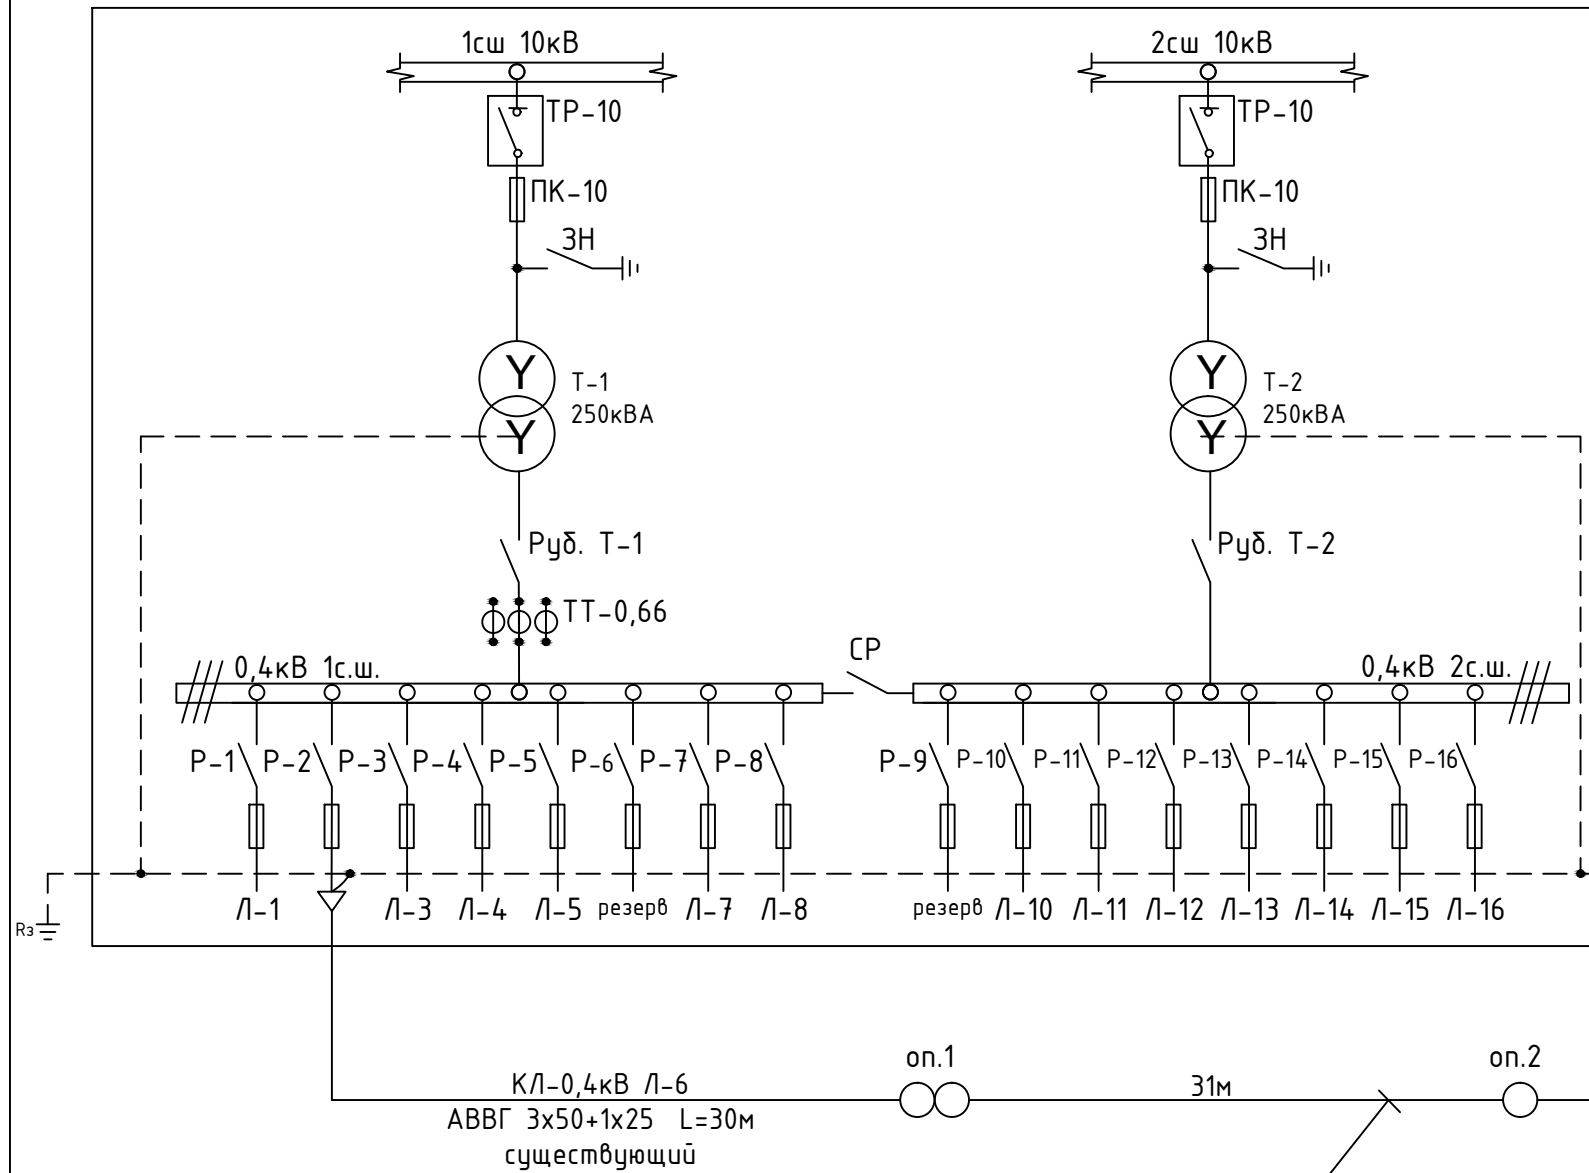 1сш 10кВ
2сш 10кВ
ТР-10
ТР-10
ПК-10
ПК-10
ЗН
ЗН
Y
Т-1
250кВА
Y
Y
Т-2
250кВА
Y
Руб. Т-1
Руб. Т-2
ТТ-0,66
СР
0,4кВ 1с.ш.
0,4кВ 2с.ш.
Р-1 Р-2 Р-3 Р-4 Р-5 Р-6 Р-7 Р-8
Р-9 Р-10 Р-11 Р-12 Р-13 Р-14 Р-15 Р-16
Л-1 Л-3 Л-4 Л-5 резерв Л-7 Л-8
резерв Л-10 Л-11 Л-12 Л-13 Л-14 Л-15 Л-16
Rз
оп.1
оп.2
КЛ-0,4кВ Л-6
31м
АВВГ 3х50+1х25 L=30м
существующий